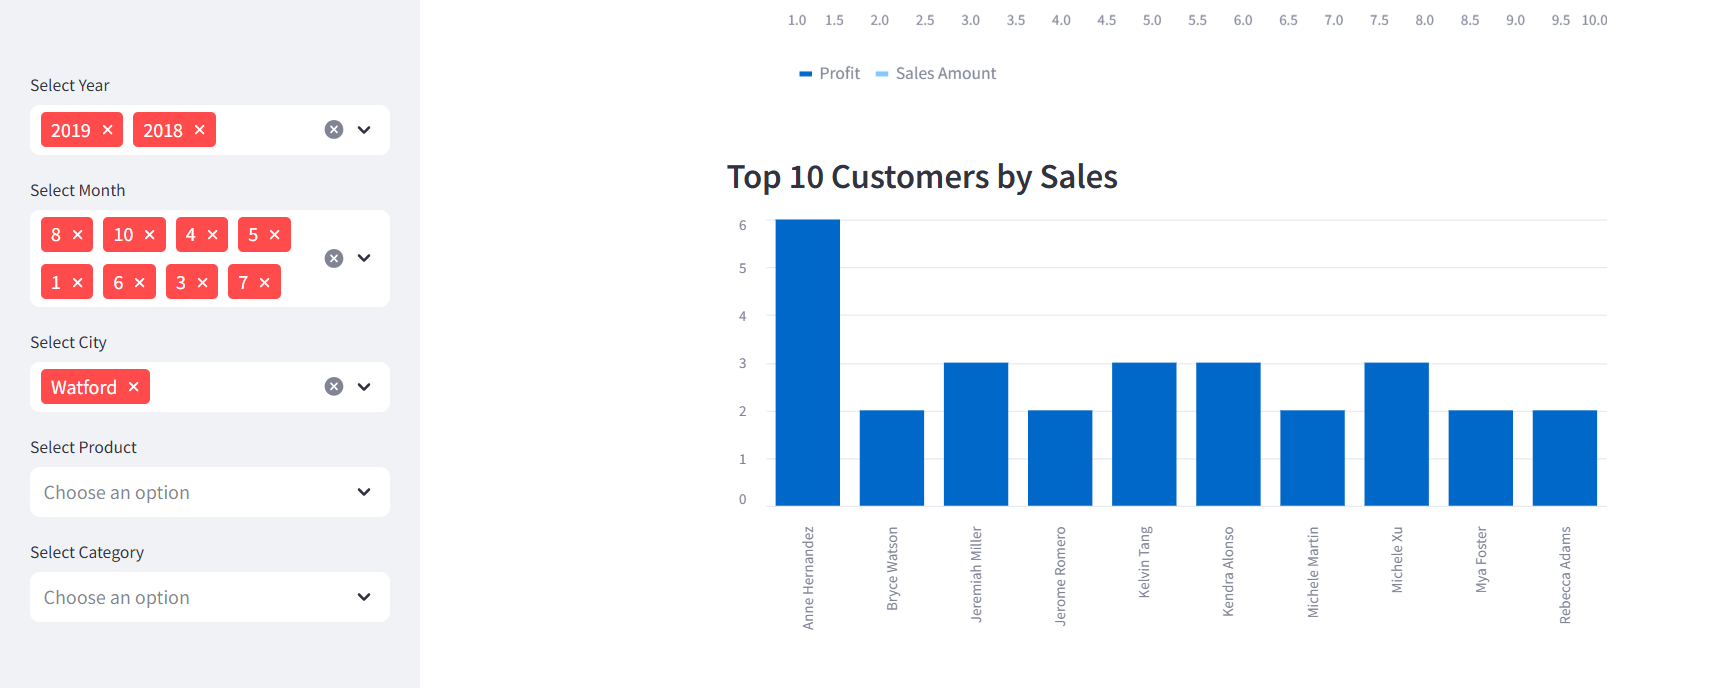 Select Year
2019 2018
Select Month
8 10 4 5
1 6 3 7
Select City
Watford
Select Product
Choose an option
Select Category
Choose an option
1.0 1.5 2.0 2.5 3.0 3.5 4.0 4.5 5.0 5.5 6.0 6.5 7.0 7.5 8.0 8.5 9.0 9.5 10.0
Profit Sales Amount
Top 10 Customers by Sales
6
5
4
3
2
1
0
Anne Hernandez
Bryce Watson
Jeremiah Miller
Jerome Romero
Kelvin Tang
Kendra Alonso
Michele Martin
Michele Xu
Mya Foster
Rebecca Adams